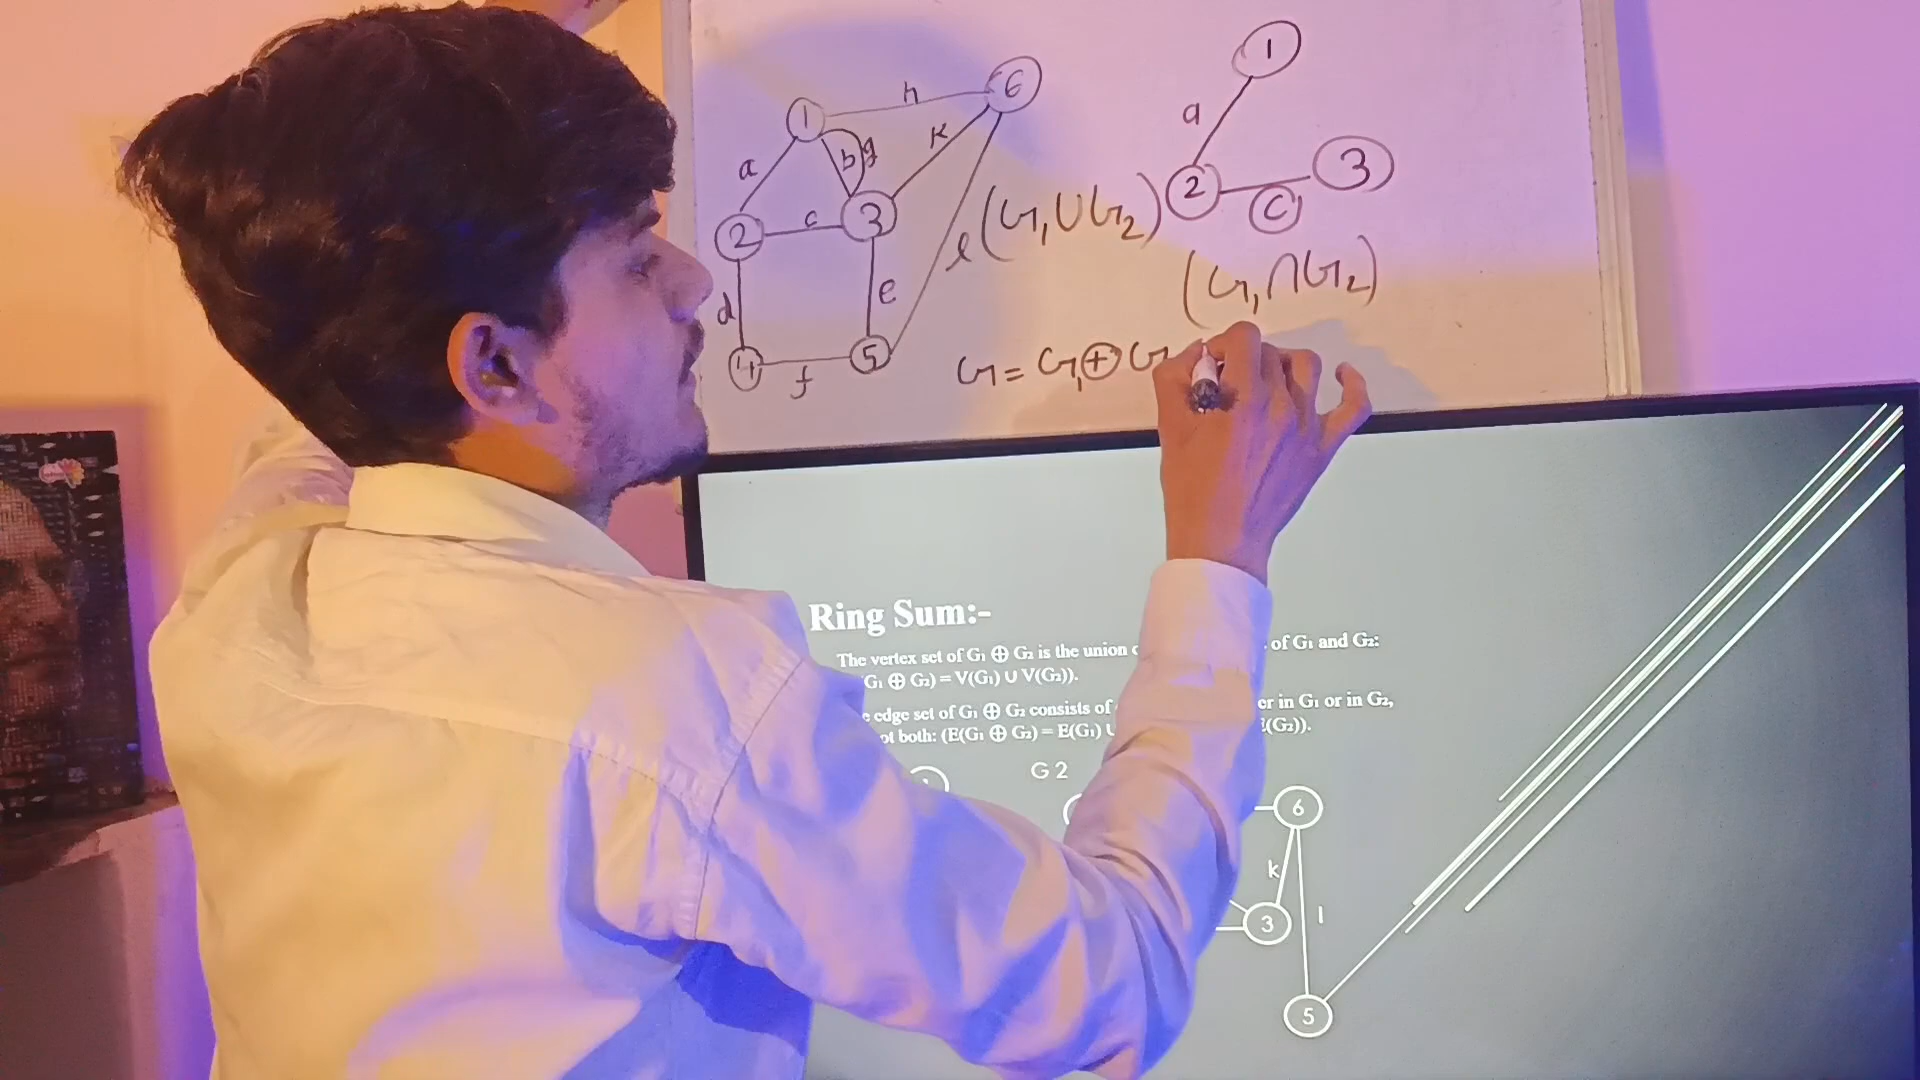 1 h 6
a b g k
2 c 3
d e l
4 f 5
(G₁∪G₂)
1
a
2 c 3
(G₁∩G₂)
G = G₁⊕G
Ring Sum:-
The vertex set of G₁ ⊕ G₂ is the union of G₁ and G₂:
G₁ ⊕ G₂) = V(G₁) ∪ V(G₂)).
edge set of G₁ ⊕ G₂ consists of in G₁ or in G₂,
both: (E(G₁ ⊕ G₂) = E(G₁) ∪ (G₂)).
G 2
6
k
3 l
5